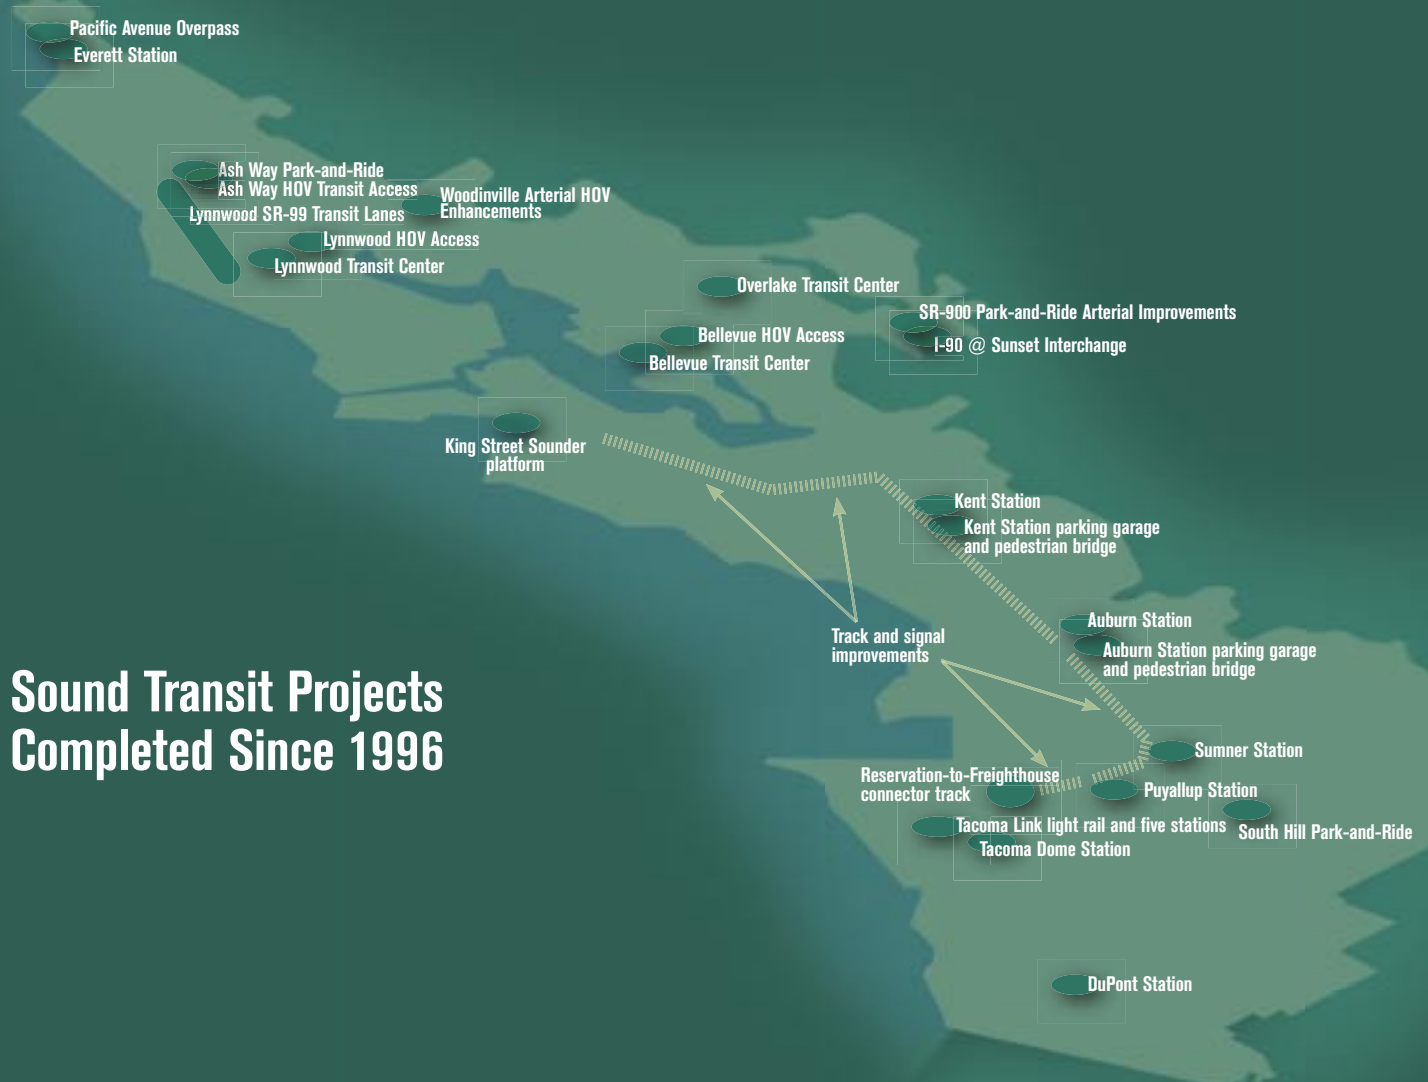 Pacific Avenue Overpass
Everett Station
Ash Way Park-and-Ride
Ash Way HOV Transit Access
Lynnwood SR-99 Transit Lanes
Woodinville Arterial HOV
Enhancements
Lynnwood HOV Access
Lynnwood Transit Center
Overlake Transit Center
SR-900 Park-and-Ride Arterial Improvements
I-90 @ Sunset Interchange
Bellevue HOV Access
Bellevue Transit Center
King Street Sounder
platform
Kent Station
Kent Station parking garage
and pedestrian bridge
Auburn Station
Auburn Station parking garage
and pedestrian bridge
Track and signal
improvements
Sound Transit Projects
Completed Since 1996
Sumner Station
Reservation-to-Freighthouse
connector track
Puyallup Station
South Hill Park-and-Ride
Tacoma Link light rail and five stations
Tacoma Dome Station
DuPont Station